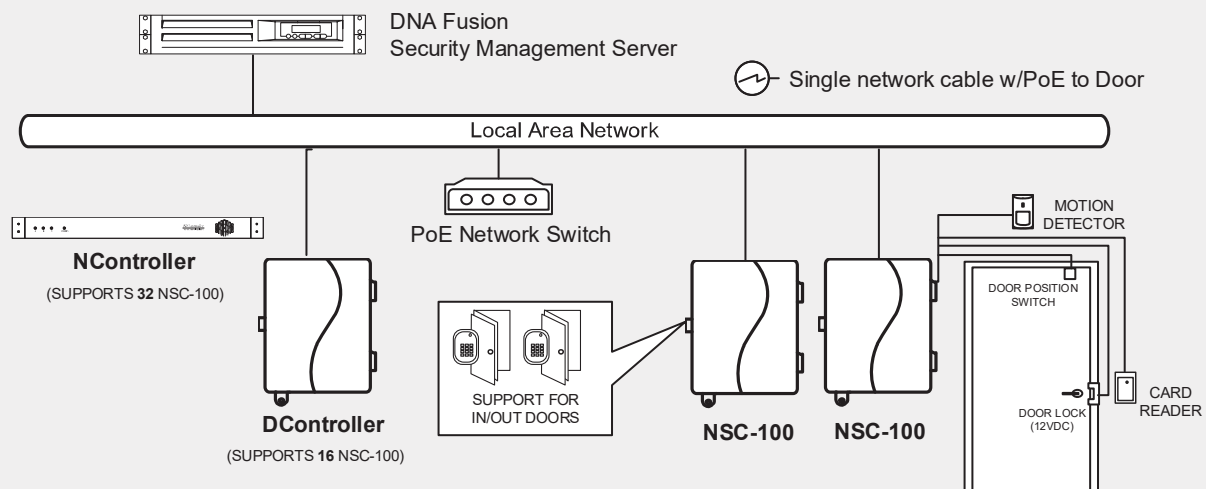 DNA Fusion
Security Management Server
Single network cable w/PoE to Door
Local Area Network
PoE Network Switch
MOTION
DETECTOR
NController
(SUPPORTS 32 NSC-100)
DController
(SUPPORTS 16 NSC-100)
SUPPORT FOR
IN/OUT DOORS
NSC-100
NSC-100
DOOR POSITION
SWITCH
DOOR LOCK
(12VDC)
CARD
READER